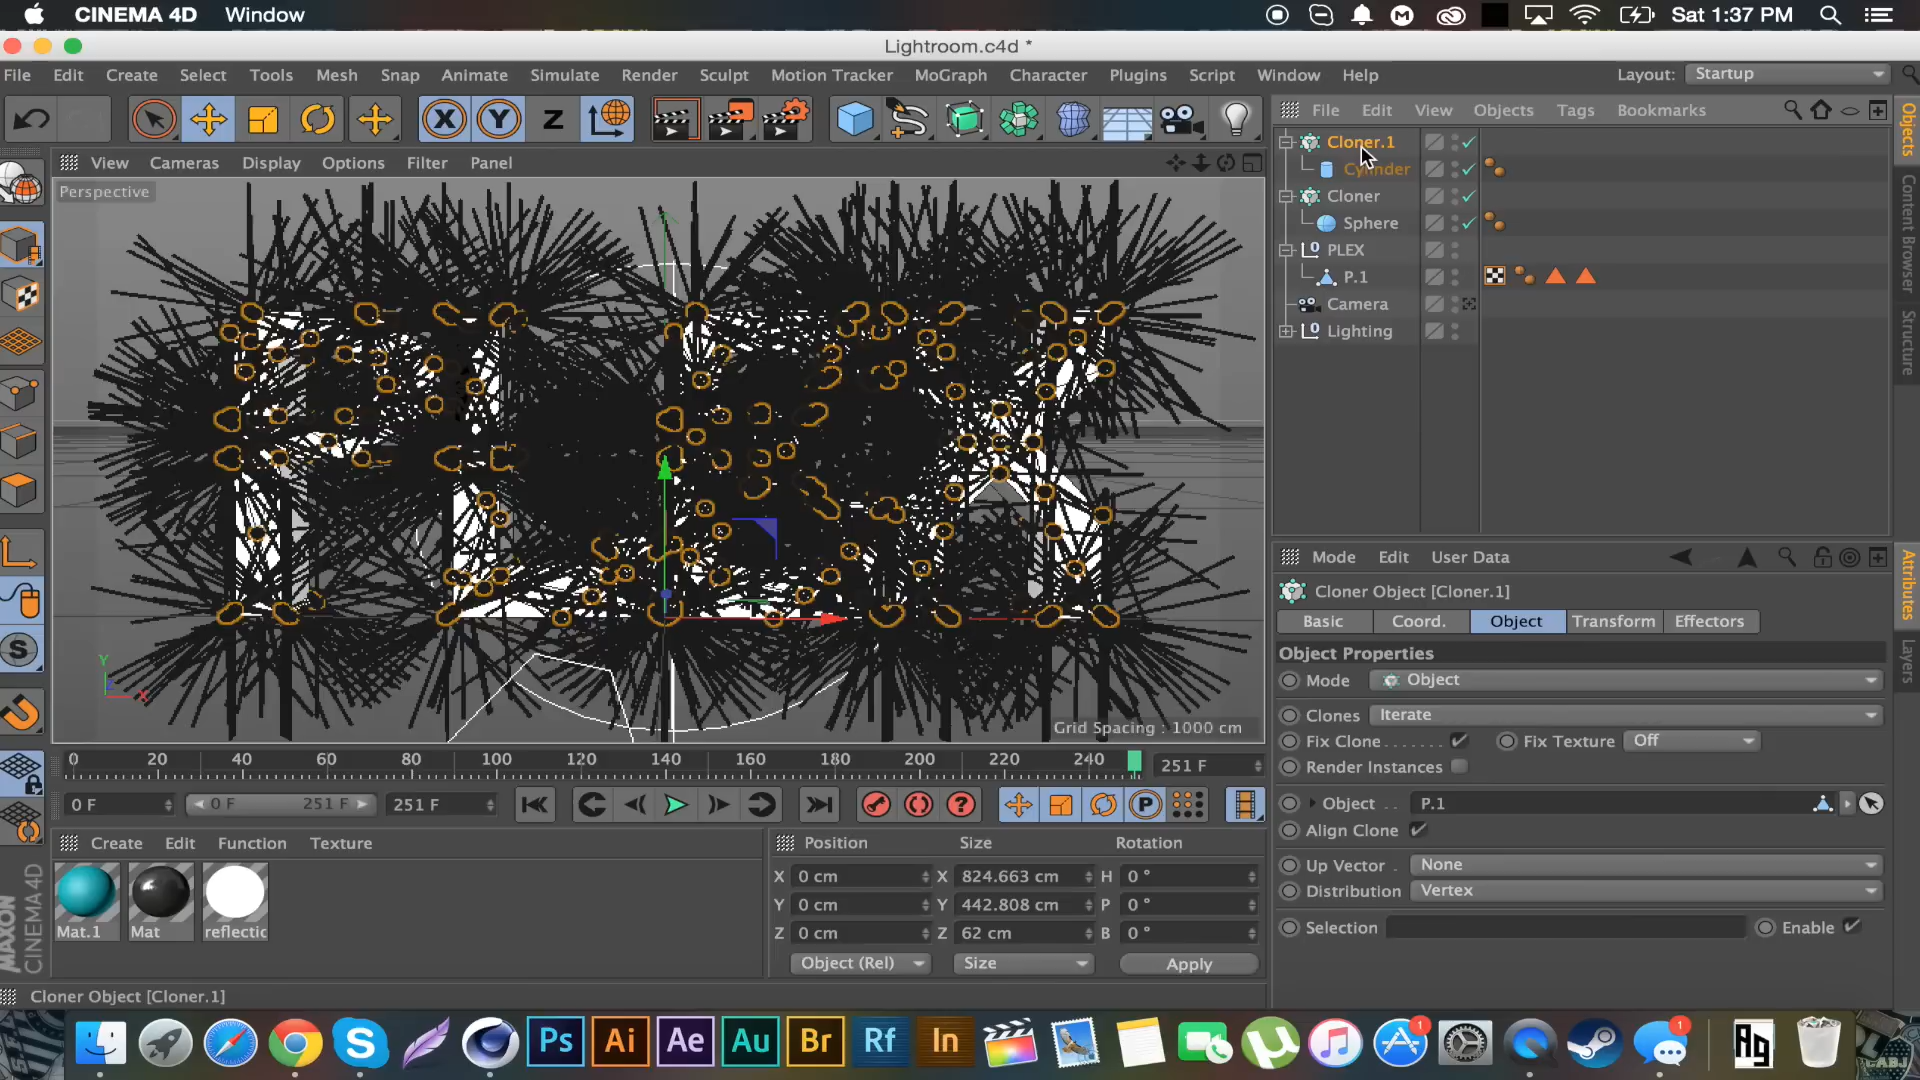 CINEMA 4D Window Sat 1:37 PM
Lightroom.c4d *
File Edit Create Select Tools Mesh Snap Animate Simulate Render Sculpt Motion Tracker MoGraph Character Plugins Script Window Help Layout: Startup
X Y Z
File Edit View Objects Tags Bookmarks
View Cameras Display Options Filter Panel
Perspective
Cloner.1
Cylinder
Cloner
Sphere
PLEX
P.1
Camera
Lighting
Objects
Content Browser
Structure
Grid Spacing : 1000 cm
Y
X
0 20 40 60 80 100 120 140 160 180 200 220 240 251 F
0 F 0 F 251 F 251 F
Mode Edit User Data
Cloner Object [Cloner.1]
Basic Coord. Object Transform Effectors
Object Properties
Mode Object
Clones Iterate
Fix Clone....... Fix Texture Off
Render Instances
Object .. P.1
Align Clone
Up Vector . None
Distribution Vertex
Selection Enable
Attributes
Layers
Create Edit Function Texture
Mat.1 Mat reflectic
Position Size Rotation
X 0 cm X 824.663 cm H 0 °
Y 0 cm Y 442.808 cm P 0 °
Z 0 cm Z 62 cm B 0 °
Object (Rel) Size Apply
MAXON CINEMA 4D
Cloner Object [Cloner.1]
Ps Ai Ae Au Br Rf In 1 1 Ag